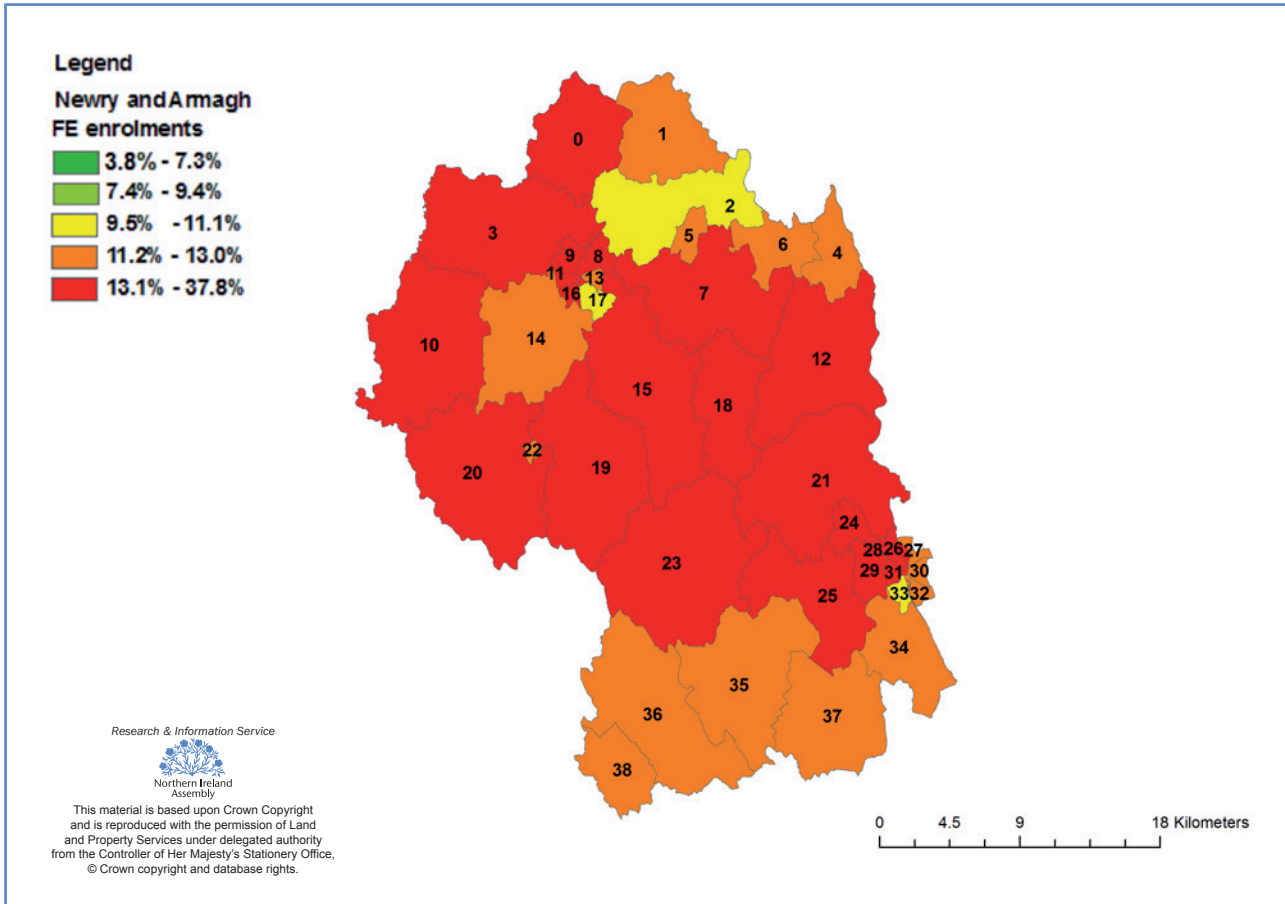 Legend
Newry and Armagh
FE enrolments
3.8% - 7.3%
7.4% - 9.4%
9.5% - 11.1%
11.2% - 13.0%
13.1% - 37.8%
0
1
2
3
5
6
4
9
8
11
13
16
17
7
10
14
12
15
18
22
20
19
21
24
28
26
27
23
29
31
30
25
33
32
34
35
36
37
38
Research & Information Service
Northern Ireland
Assembly
This material is based upon Crown Copyright
and is reproduced with the permission of Land
and Property Services under delegated authority
from the Controller of Her Majesty's Stationery Office,
© Crown copyright and database rights.
0 4.5 9 18 Kilometers